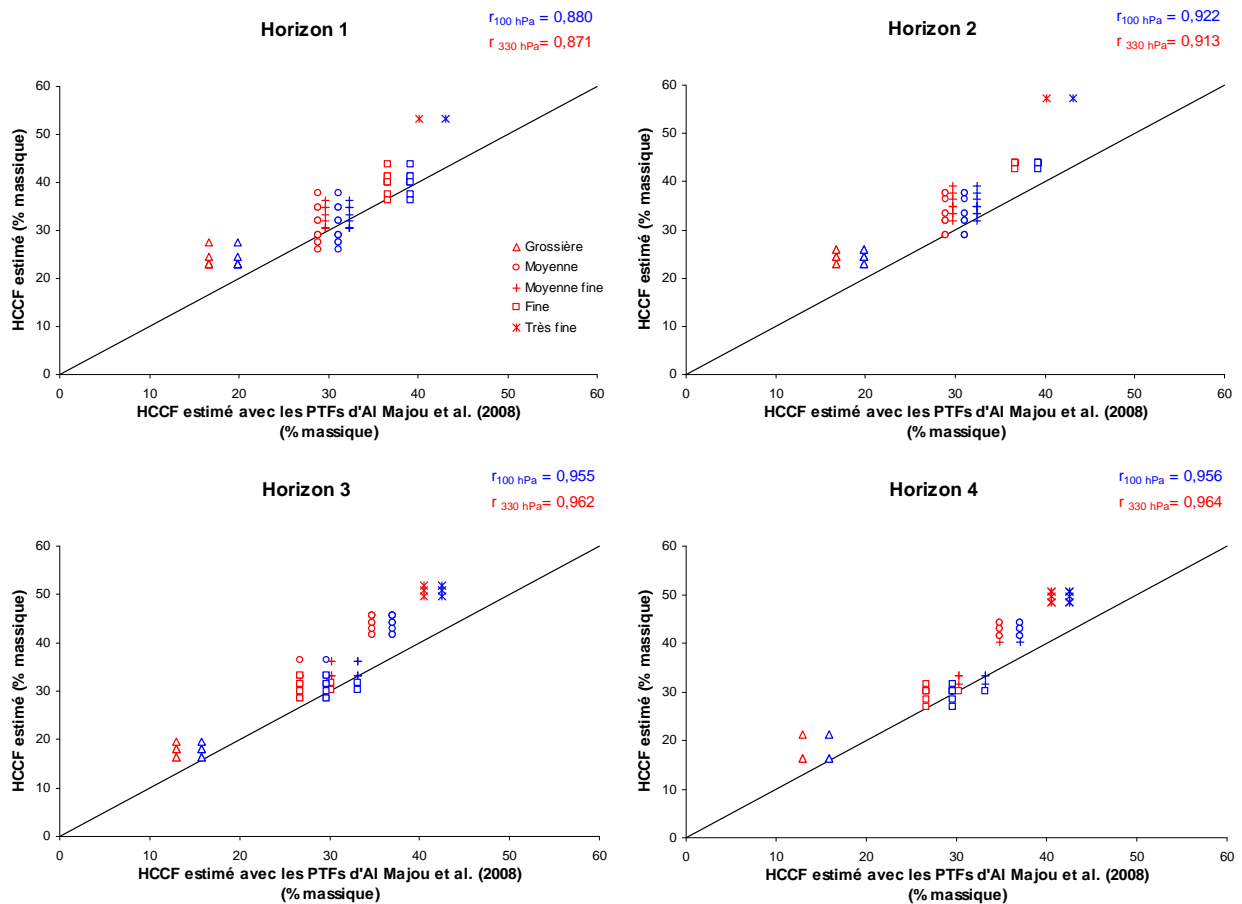 Horizon 1
r100 hPa = 0,880
r 330 hPa= 0,871
HCCF estimé (% massique)
60
50
40
30
20
10
0
Grossière
Moyenne
Moyenne fine
Fine
Très fine
0 10 20 30 40 50 60
HCCF estimé avec les PTFs d'Al Majou et al. (2008)
(% massique)
Horizon 2
r100 hPa = 0,922
r 330 hPa= 0,913
HCCF estimé (% massique)
60
50
40
30
20
10
0
0 10 20 30 40 50 60
HCCF estimé avec les PTFs d'Al Majou et al. (2008)
(% massique)
Horizon 3
r100 hPa = 0,955
r 330 hPa= 0,962
HCCF estimé (% massique)
60
50
40
30
20
10
0
0 10 20 30 40 50 60
HCCF estimé avec les PTFs d'Al Majou et al. (2008)
(% massique)
Horizon 4
r100 hPa = 0,956
r 330 hPa= 0,964
HCCF estimé (% massique)
60
50
40
30
20
10
0
0 10 20 30 40 50 60
HCCF estimé avec les PTFs d'Al Majou et al. (2008)
(% massique)